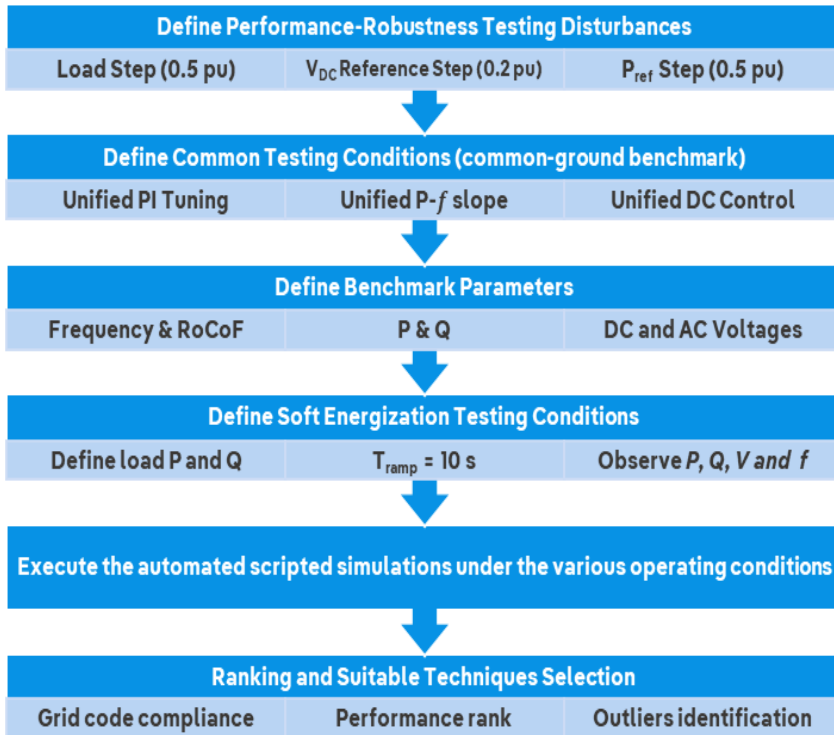 Define Performance-Robustness Testing Disturbances
Load Step (0.5 pu) V_DC Reference Step (0.2 pu) P_ref Step (0.5 pu)
Define Common Testing Conditions (common-ground benchmark)
Unified PI Tuning Unified P-f slope Unified DC Control
Define Benchmark Parameters
Frequency & RoCoF P & Q DC and AC Voltages
Define Soft Energization Testing Conditions
Define load P and Q T_ramp = 10 s Observe P, Q, V and f
Execute the automated scripted simulations under the various operating conditions
Ranking and Suitable Techniques Selection
Grid code compliance Performance rank Outliers identification